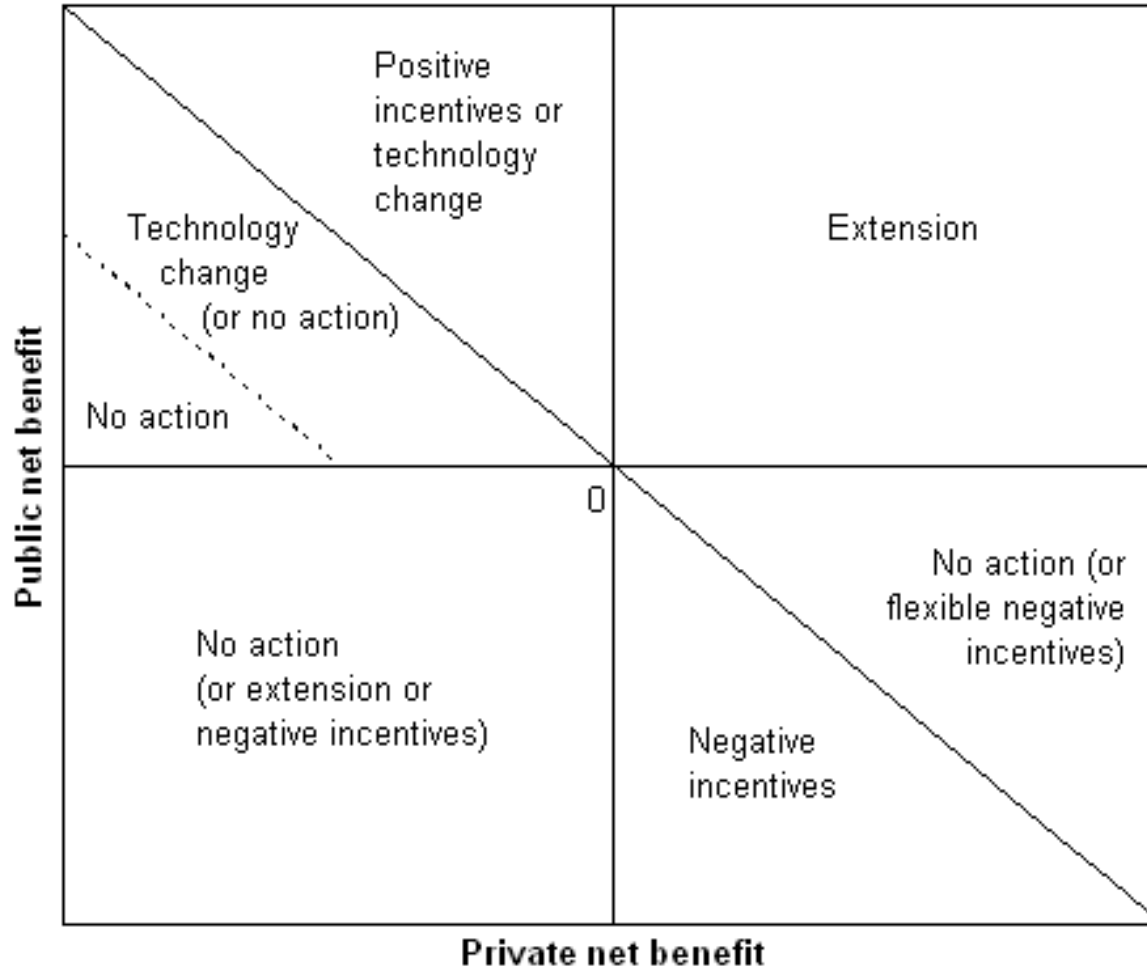 Positive
incentives or
technology
change
Extension
Technology
change
(or no action)
No action
Public net benefit
0
No action (or
flexible negative
incentives)
No action
(or extension or
negative incentives)
Negative
incentives
Private net benefit